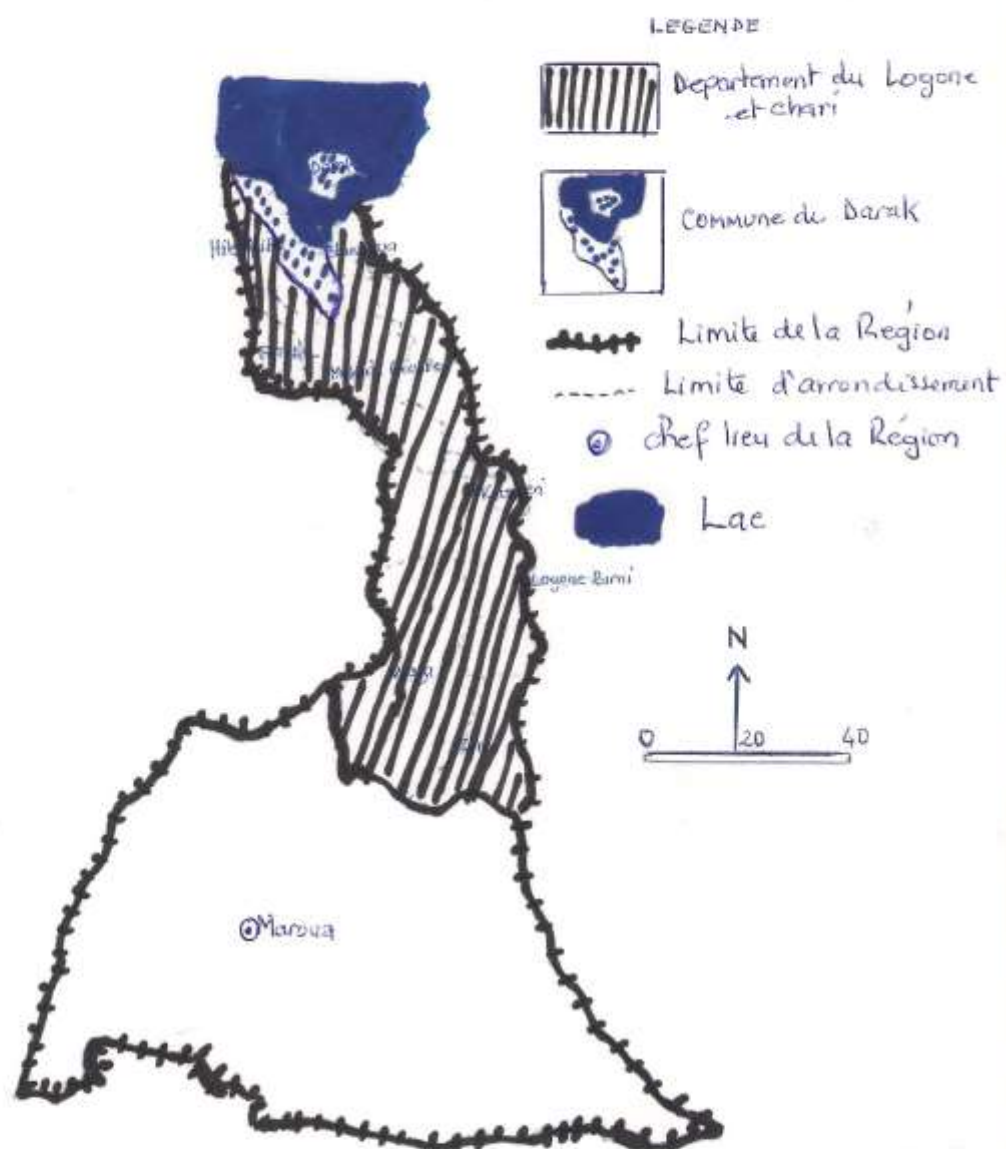 LEGENDE
Departement du Logone
et chari
Commune de Darak
Limite de la Région
Limite d'arrondissement
chef lieu de la Région
Lac
Logone Birni
N
0 20 40
Maroua